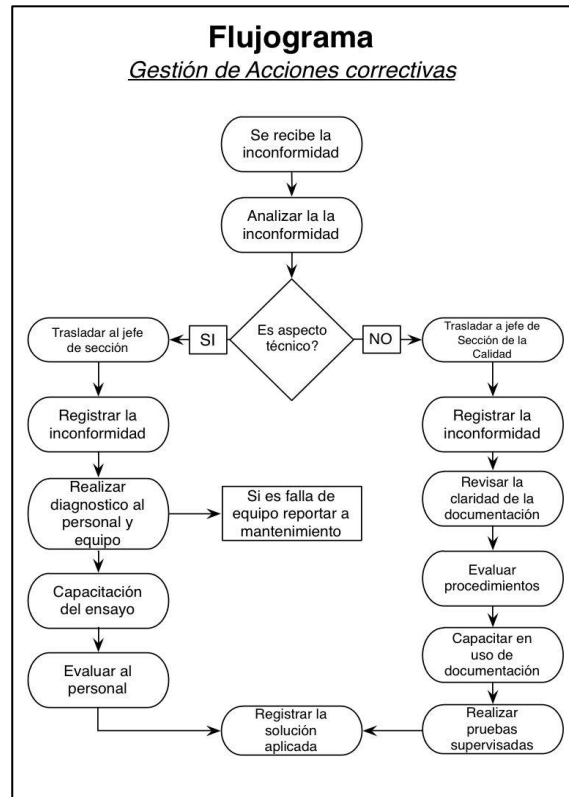 Flujograma
Gestión de Acciones correctivas
Se recibe la
inconformidad
Analizar la la
inconformidad
Es aspecto
técnico?
SI
NO
Trasladar al jefe
de sección
Registrar la
inconformidad
Realizar
diagnostico al
personal y
equipo
Si es falla de
equipo reportar a
mantenimiento
Capacitación
del ensayo
Evaluar al
personal
Trasladar a jefe de
Sección de la
Calidad
Registrar la
inconformidad
Revisar la
claridad de la
documentación
Evaluar
procedimientos
Capacitar en
uso de
documentación
Realizar
pruebas
supervisadas
Registrar la
solución
aplicada